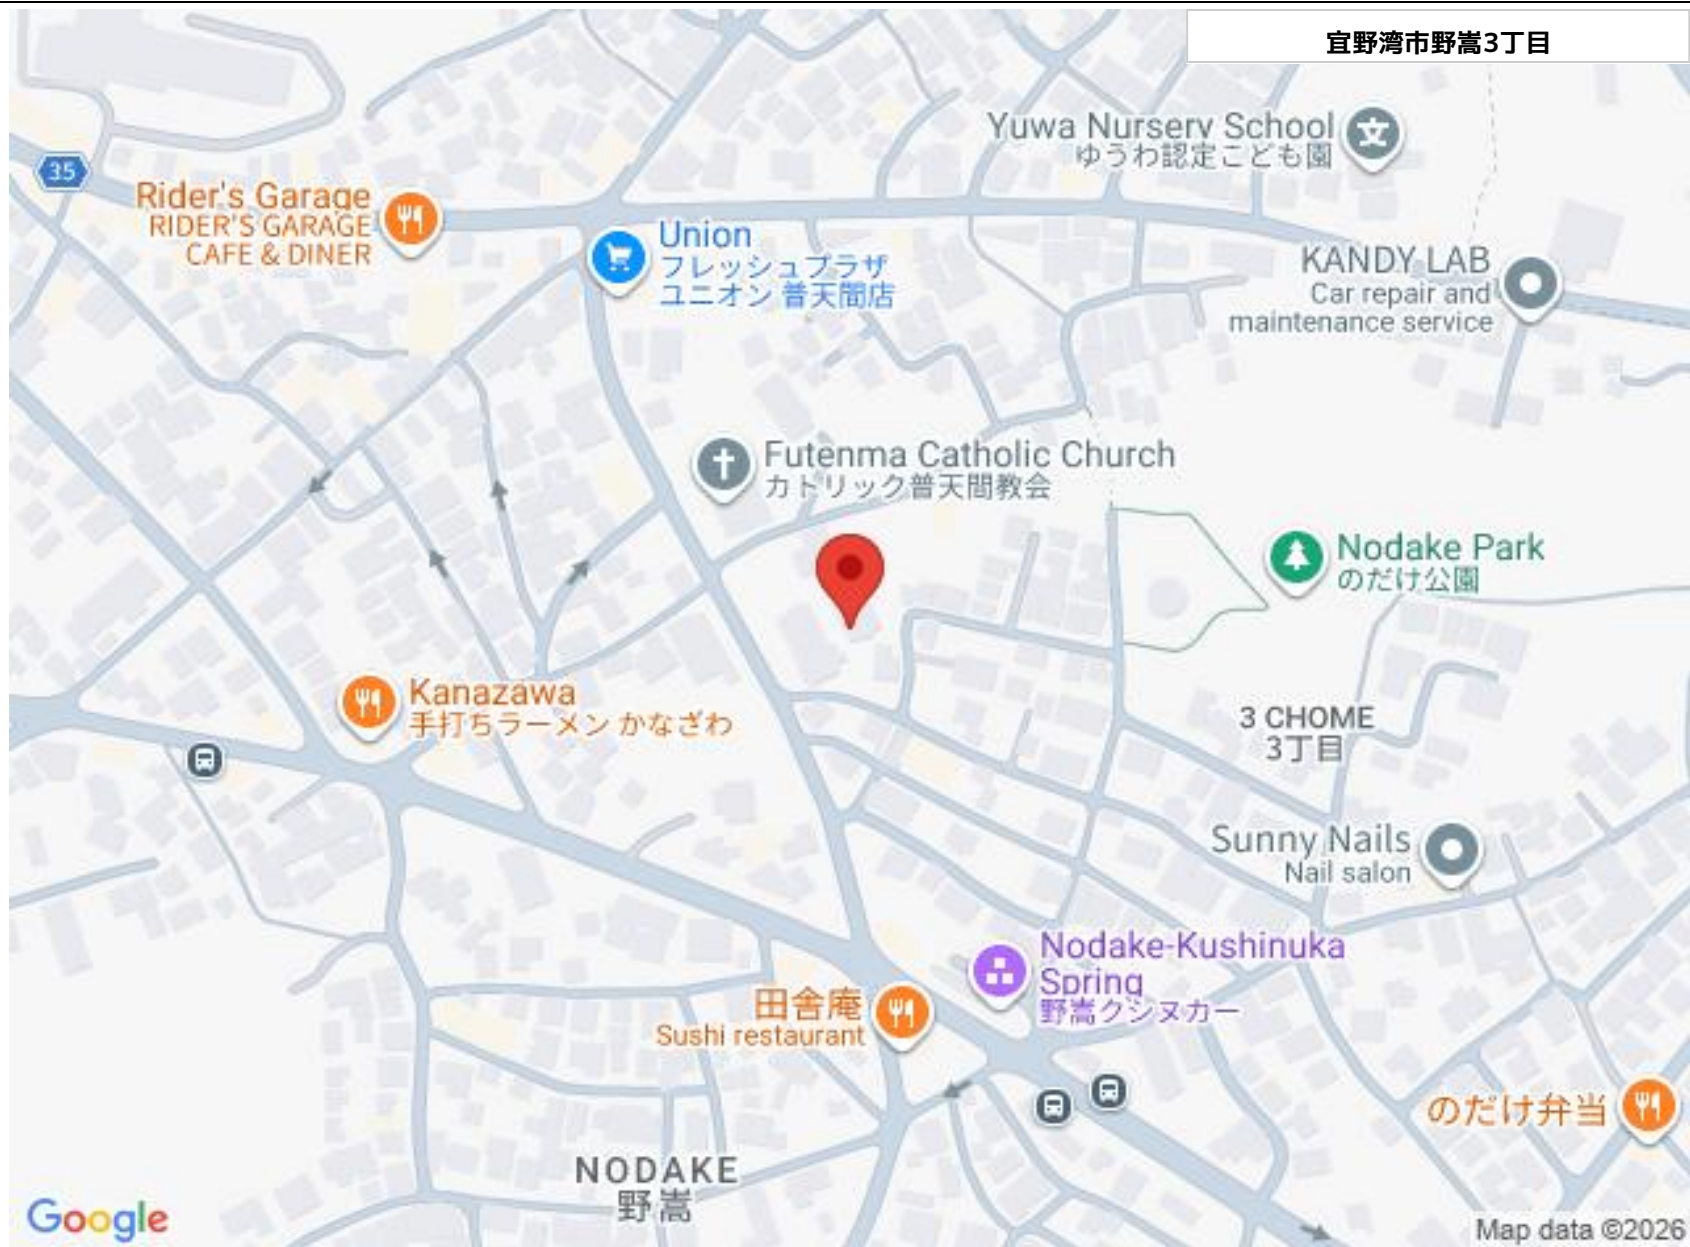 宜野湾市野嵩3丁目
Yuwa Nursery School
ゆうわ認定こども園
35
Rider's Garage
RIDER'S GARAGE
CAFE & DINER
Union
フレッシュプラザ
ユニオン 普天間店
KANDY LAB
Car repair and
maintenance service
Futenma Catholic Church
カトリック普天間教会
Nodake Park
のだけ公園
Kanazawa
手打ちラーメン かなざわ
3 CHOME
3丁目
Sunny Nails
Nail salon
Nodake-Kushinuka
Spring
野嵩クシヌカー
田舎庵
Sushi restaurant
のだけ弁当
NODAKE
野嵩
Google
Map data ©2026